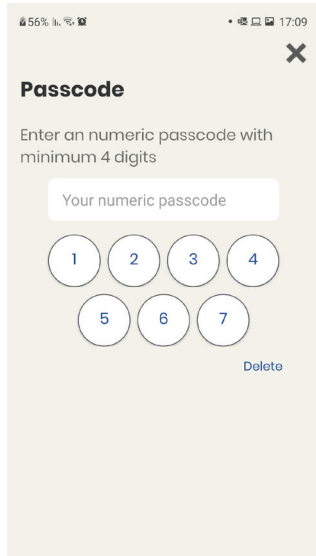 56%
17:09
Passcode
Enter an numeric passcode with
minimum 4 digits
Your numeric passcode
1 2 3 4
5 6 7
Delete